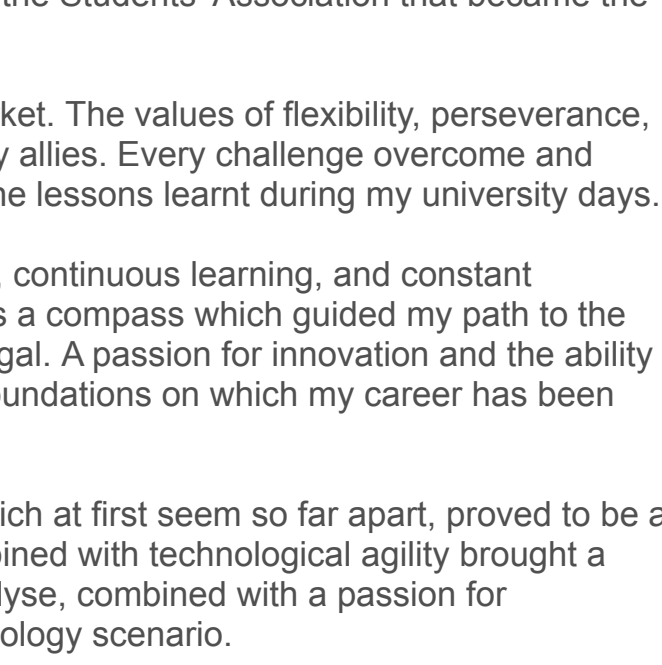 the Students' Association that became the
ket. The values of flexibility, perseverance,
y allies. Every challenge overcome and
ne lessons learnt during my university days.
, continuous learning, and constant
s a compass which guided my path to the
gal. A passion for innovation and the ability
oundations on which my career has been
ich at first seem so far apart, proved to be a
bined with technological agility brought a
lyse, combined with a passion for
ology scenario.